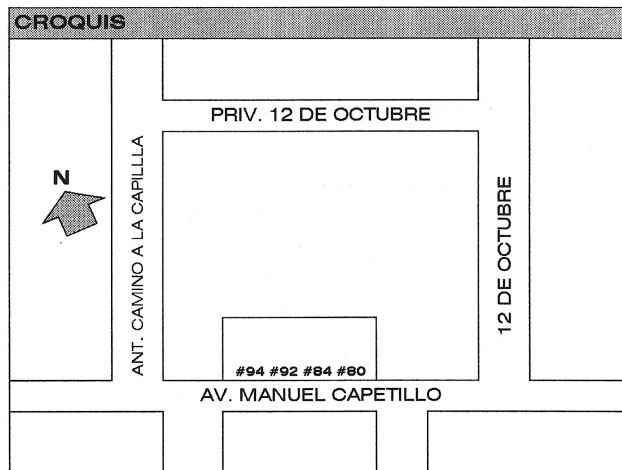 CROQUIS
PRIV. 12 DE OCTUBRE
N
ANT. CAMINO A LA CAPILLLA
12 DE OCTUBRE
#94 #92 #84 #80
AV. MANUEL CAPETILLO